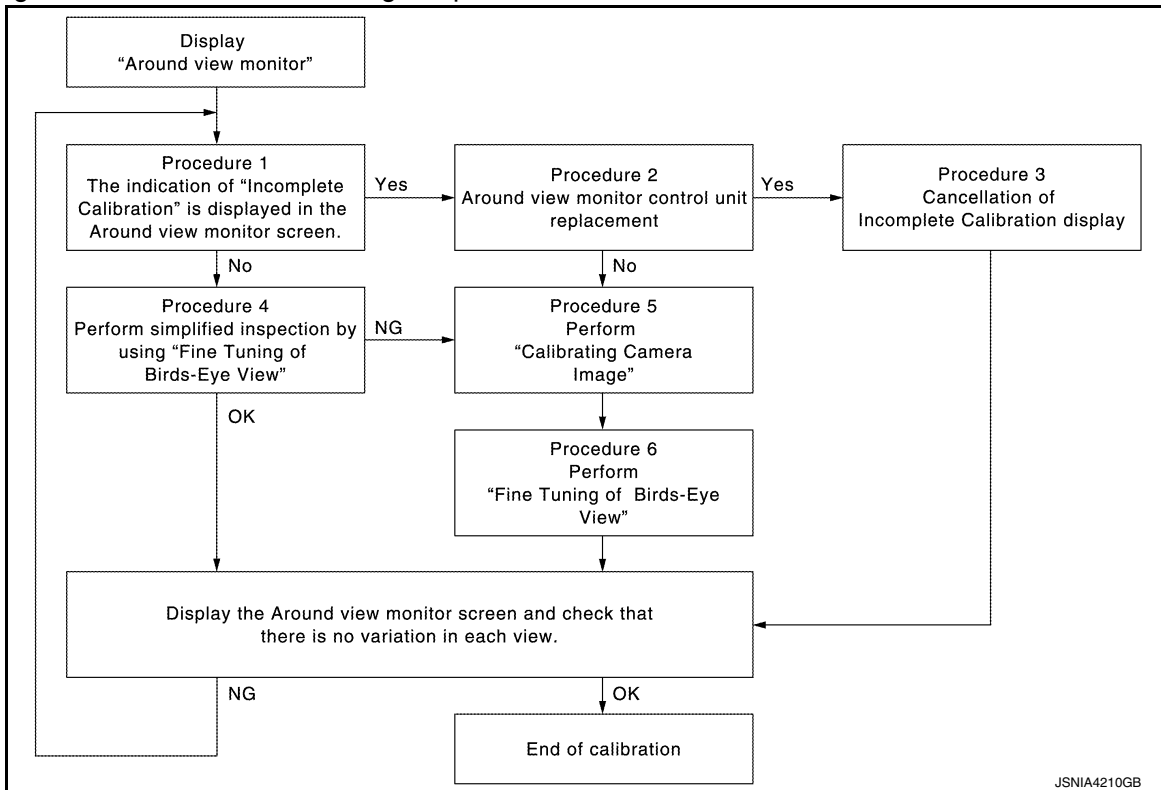 Display
“Around view monitor”
Procedure 1
The indication of “Incomplete
Calibration” is displayed in the
Around view monitor screen.
Yes
Procedure 2
Around view monitor control unit
replacement
Yes
Procedure 3
Cancellation of
Incomplete Calibration display
No
No
Procedure 4
Perform simplified inspection by
using “Fine Tuning of
Birds-Eye View”
NG
Procedure 5
Perform
“Calibrating Camera
Image”
OK
Procedure 6
Perform
“Fine Tuning of Birds-Eye
View”
Display the Around view monitor screen and check that
there is no variation in each view.
NG
OK
End of calibration
JSNIA4210GB